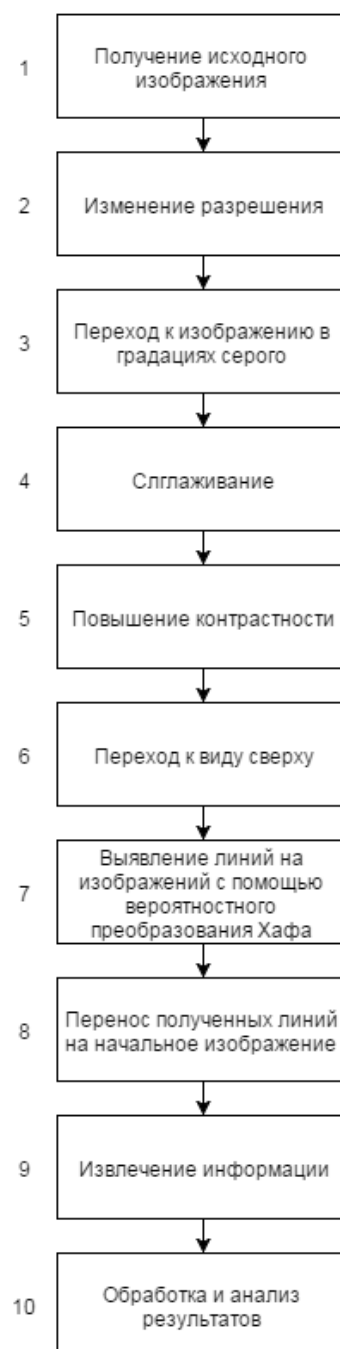 1
Получение исходного
изображения
2
Изменение разрешения
3
Переход к изображению в
градациях серого
4
Слглаживание
5
Повышение контрастности
6
Переход к виду сверху
7
Выявление линий на
изображений с помощью
вероятностного
преобразования Хафа
8
Перенос полученных линий
на начальное изображение
9
Извлечение информации
10
Обработка и анализ
результатов